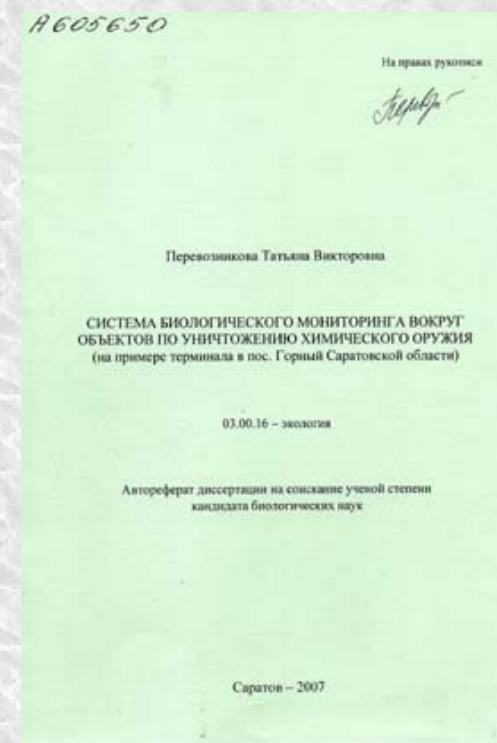 А605650
На правах рукописи
Перевозникова Татьяна Викторовна
СИСТЕМА БИОЛОГИЧЕСКОГО МОНИТОРИНГА ВОКРУГ
ОБЪЕКТОВ ПО УНИЧТОЖЕНИЮ ХИМИЧЕСКОГО ОРУЖИЯ
(на примере терминала в пос. Горный Саратовской области)
03.00.16 – экология
Автореферат диссертации на соискание ученой степени
кандидата биологических наук
Саратов – 2007